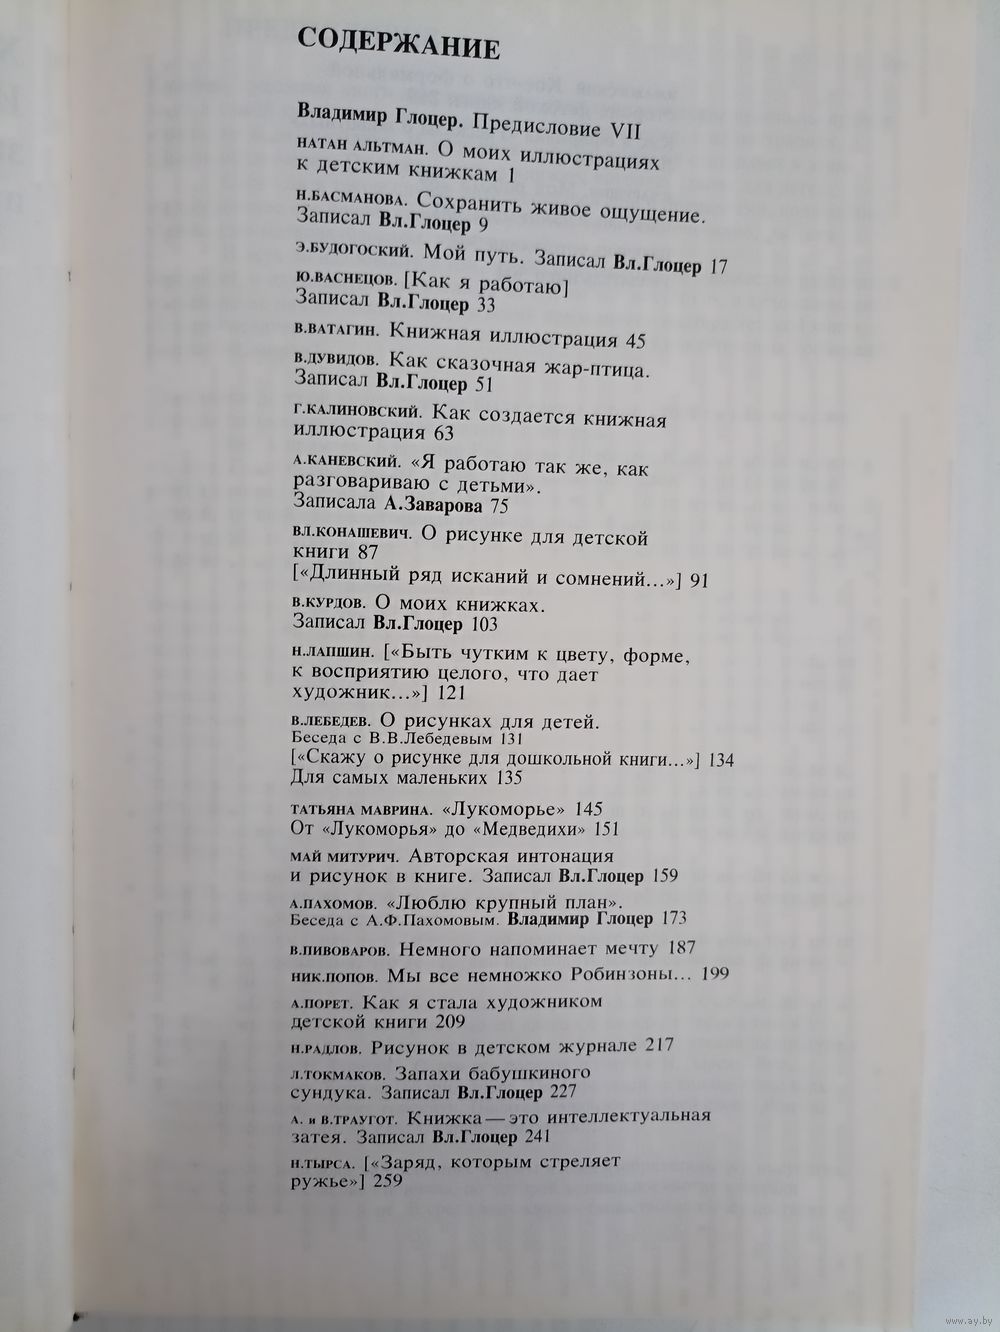 СОДЕРЖАНИЕ
Владимир Глоцер. Предисловие VII
НАТАН АЛЬТМАН. О моих иллюстрациях
к детским книжкам 1
Н.БАСМАНОВА. Сохранить живое ощущение.
Записал Вл.Глоцер 9
Э.БУДОГОСКИЙ. Мой путь. Записал Вл.Глоцер 17
Ю.ВАСНЕЦОВ. [Как я работаю]
Записал Вл.Глоцер 33
В.ВАТАГИН. Книжная иллюстрация 45
В.ДУВИДОВ. Как сказочная жар-птица.
Записал Вл.Глоцер 51
Г.КАЛИНОВСКИЙ. Как создается книжная
иллюстрация 63
А.КАНЕВСКИЙ. «Я работаю так же, как
разговариваю с детьми».
Записала А.Заварова 75
ВЛ.КОНАШЕВИЧ. О рисунке для детской
книги 87
[«Длинный ряд исканий и сомнений...»] 91
В.КУРДОВ. О моих книжках.
Записал Вл.Глоцер 103
Н.ЛАПШИН. [«Быть чутким к цвету, форме,
к восприятию целого, что дает
художник...»] 121
В.ЛЕБЕДЕВ. О рисунках для детей.
Беседа с В.В.Лебедевым 131
[«Скажу о рисунке для дошкольной книги...»] 134
Для самых маленьких 135
ТАТЬЯНА МАВРИНА. «Лукоморье» 145
От «Лукоморья» до «Медведихи» 151
МАЙ МИТУРИЧ. Авторская интонация
и рисунок в книге. Записал Вл.Глоцер 159
А.ПАХОМОВ. «Люблю крупный план».
Беседа с А.Ф.Пахомовым. Владимир Глоцер 173
В.ПИВОВАРОВ. Немного напоминает мечту 187
НИК.ПОПОВ. Мы все немножко Робинзоны... 199
А.ПОРЕТ. Как я стала художником
детской книги 209
Н.РАДЛОВ. Рисунок в детском журнале 217
Л.ТОКМАКОВ. Запахи бабушкиного
сундука. Записал Вл.Глоцер 227
А. и В.ТРАУГОТ. Книжка — это интеллектуальная
затея. Записал Вл.Глоцер 241
Н.ТЫРСА. [«Заряд, которым стреляет
ружье»] 259
www.ay.by